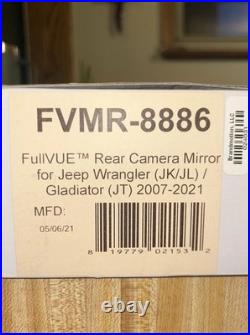 FVMR-8886
FullVUE™ Rear Camera Mirror
for Jeep Wrangler (JK/JL) /
Gladiator (JT) 2007-2021
MFD:
05/06/21
8 19779 02153 2
Brandmotion, LLC